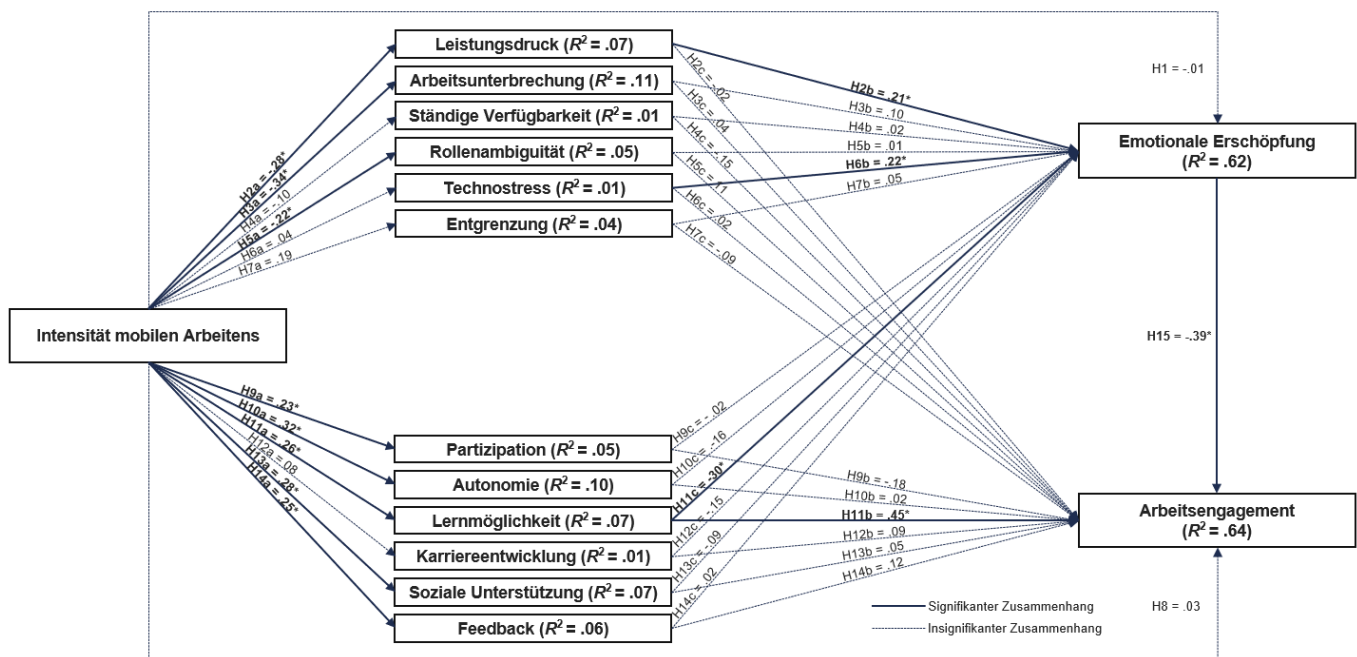 Leistungsdruck (R² = .07)
Arbeitsunterbrechung (R² = .11)
Ständige Verfügbarkeit (R² = .01
Rollenambiguität (R² = .05)
Technostress (R² = .01)
Entgrenzung (R² = .04)
H2a = -.28*
H3a = -.34*
H4a = -.10
H5a = -.22*
H6a = .04
H7a = .19
H2c = -.02
H3c = .04
H4c = -.15
H5c = .11
H6c = .02
H7c = -.09
H2b = .21*
H3b = .10
H4b = .02
H5b = .01
H6b = .22*
H7b = .05
H1 = -.01
Emotionale Erschöpfung
(R² = .62)
Intensität mobilen Arbeitens
H15 = -.39*
H9a = .23*
H10a = .32*
H11a = .26*
H12a = .08
H13a = .28*
H14a = .25*
Partizipation (R² = .05)
Autonomie (R² = .10)
Lernmöglichkeit (R² = .07)
Karriereentwicklung (R² = .01)
Soziale Unterstützung (R² = .07)
Feedback (R² = .06)
H9c = - .02
H10c = -.16
H11c = -.30*
H12c = -.15
H13c = -.09
H14c = .02
H9b = -.18
H10b = .02
H11b = .45*
H12b = .09
H13b = .05
H14b = .12
Arbeitsengagement
(R² = .64)
H8 = .03
Signifikanter Zusammenhang
Insignifikanter Zusammenhang